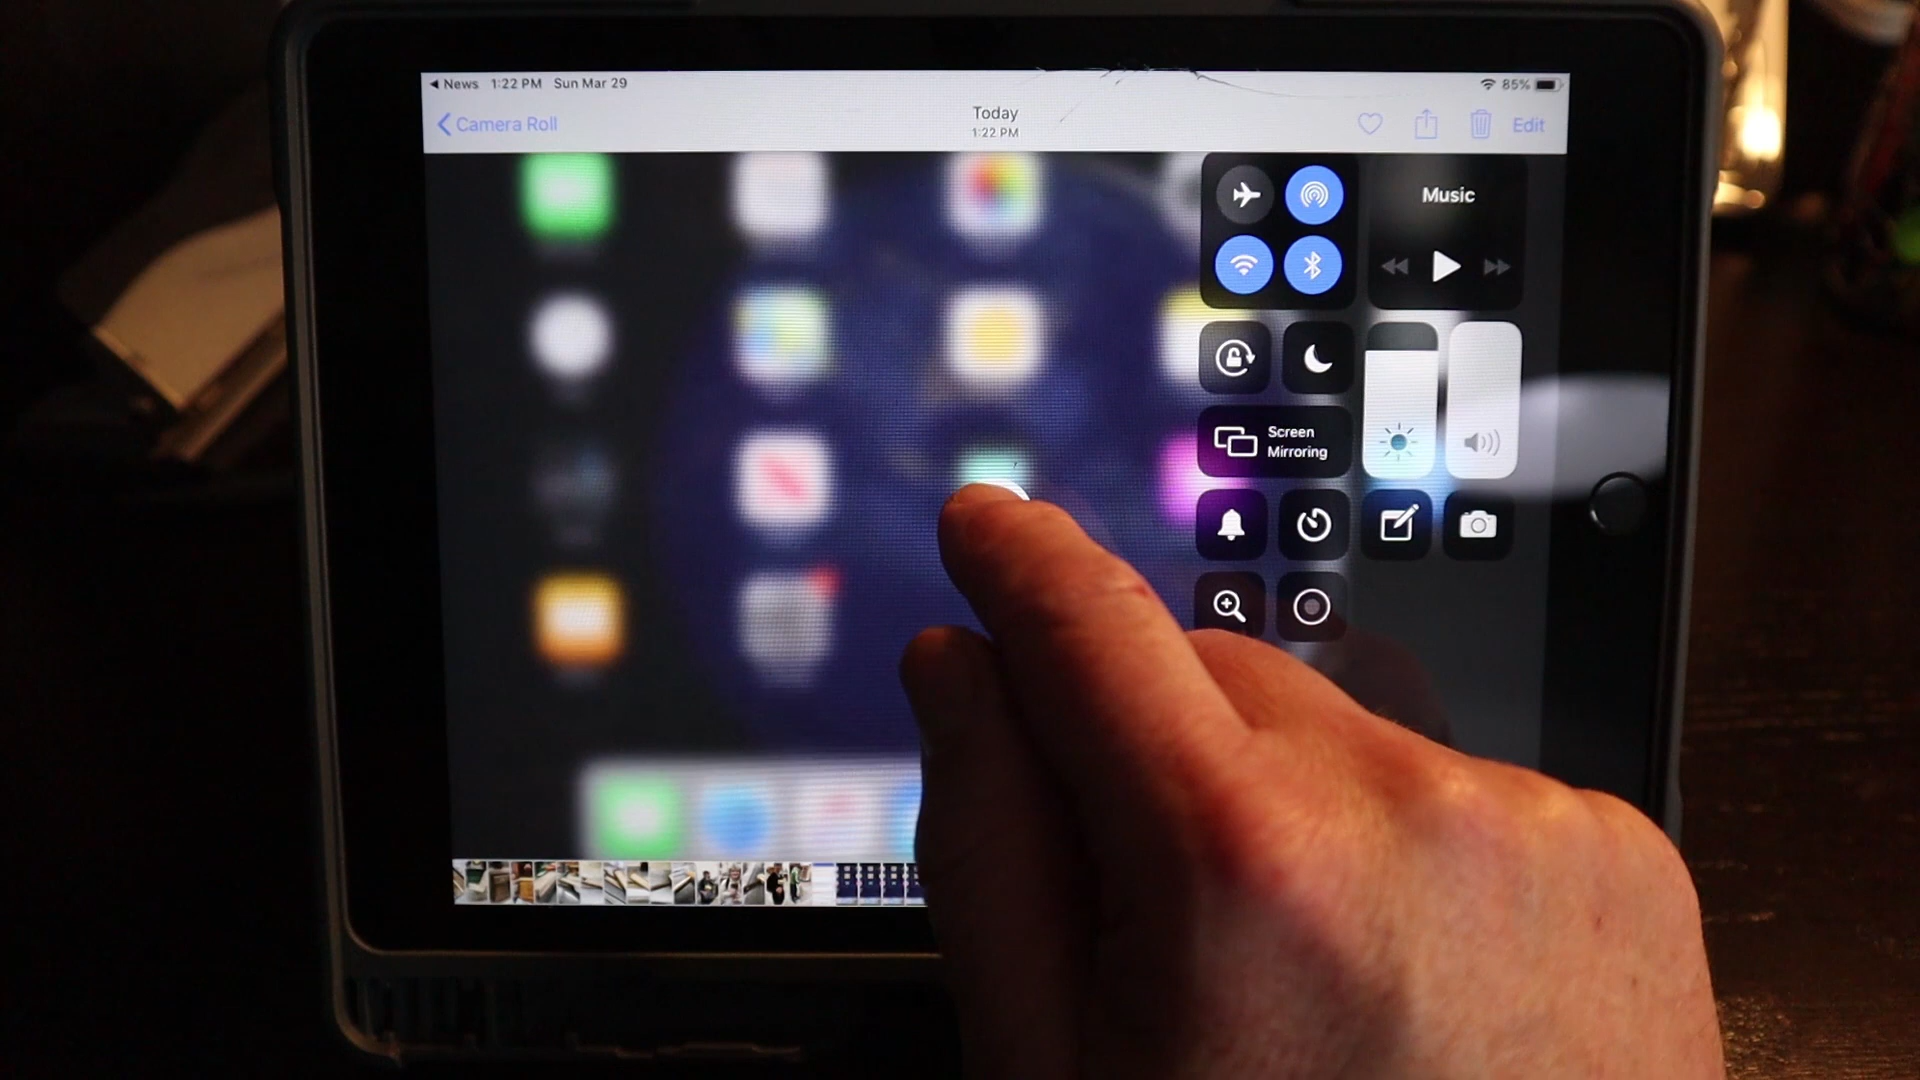 News 1:22 PM Sun Mar 29
85%
Camera Roll
Today
1:22 PM
Edit
Music
Screen
Mirroring